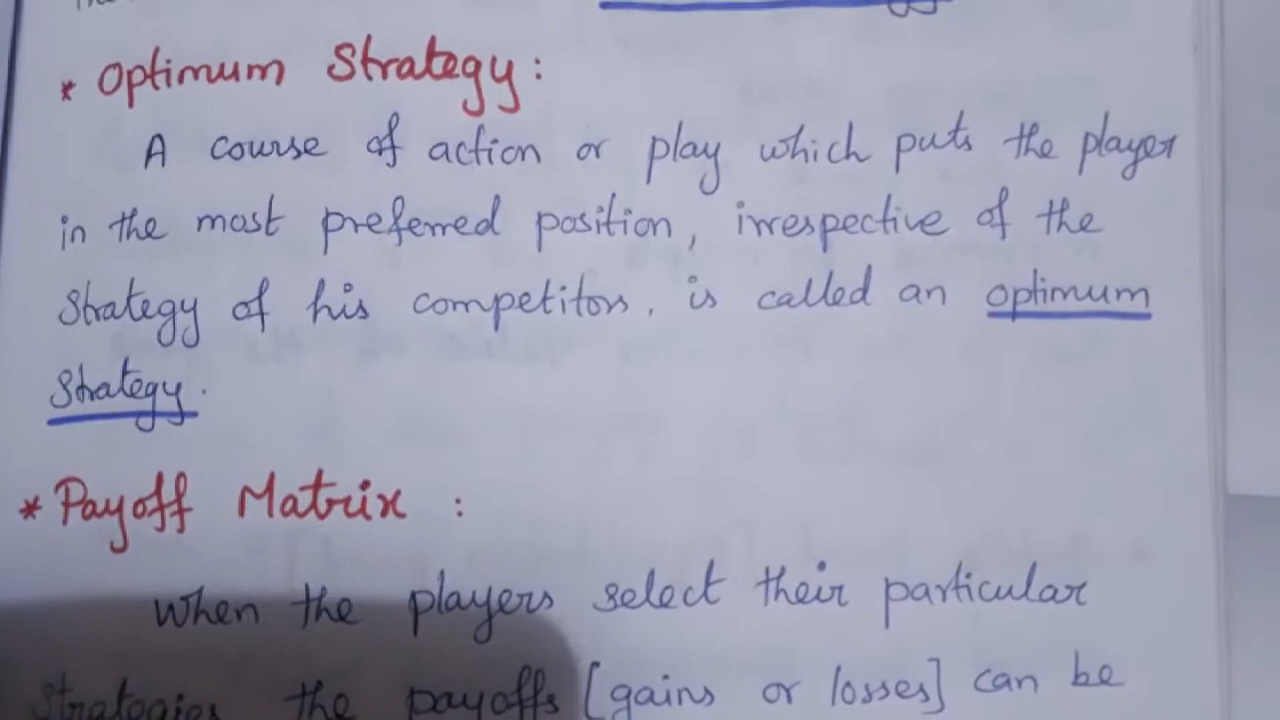 * Optimum Strategy:
A course of action or play which puts the player
in the most preferred position, irrespective of the
strategy of his competitors, is called an optimum
strategy.
* Payoff Matrix :
When the players select their particular
strategies the payoffs [gains or losses] can be